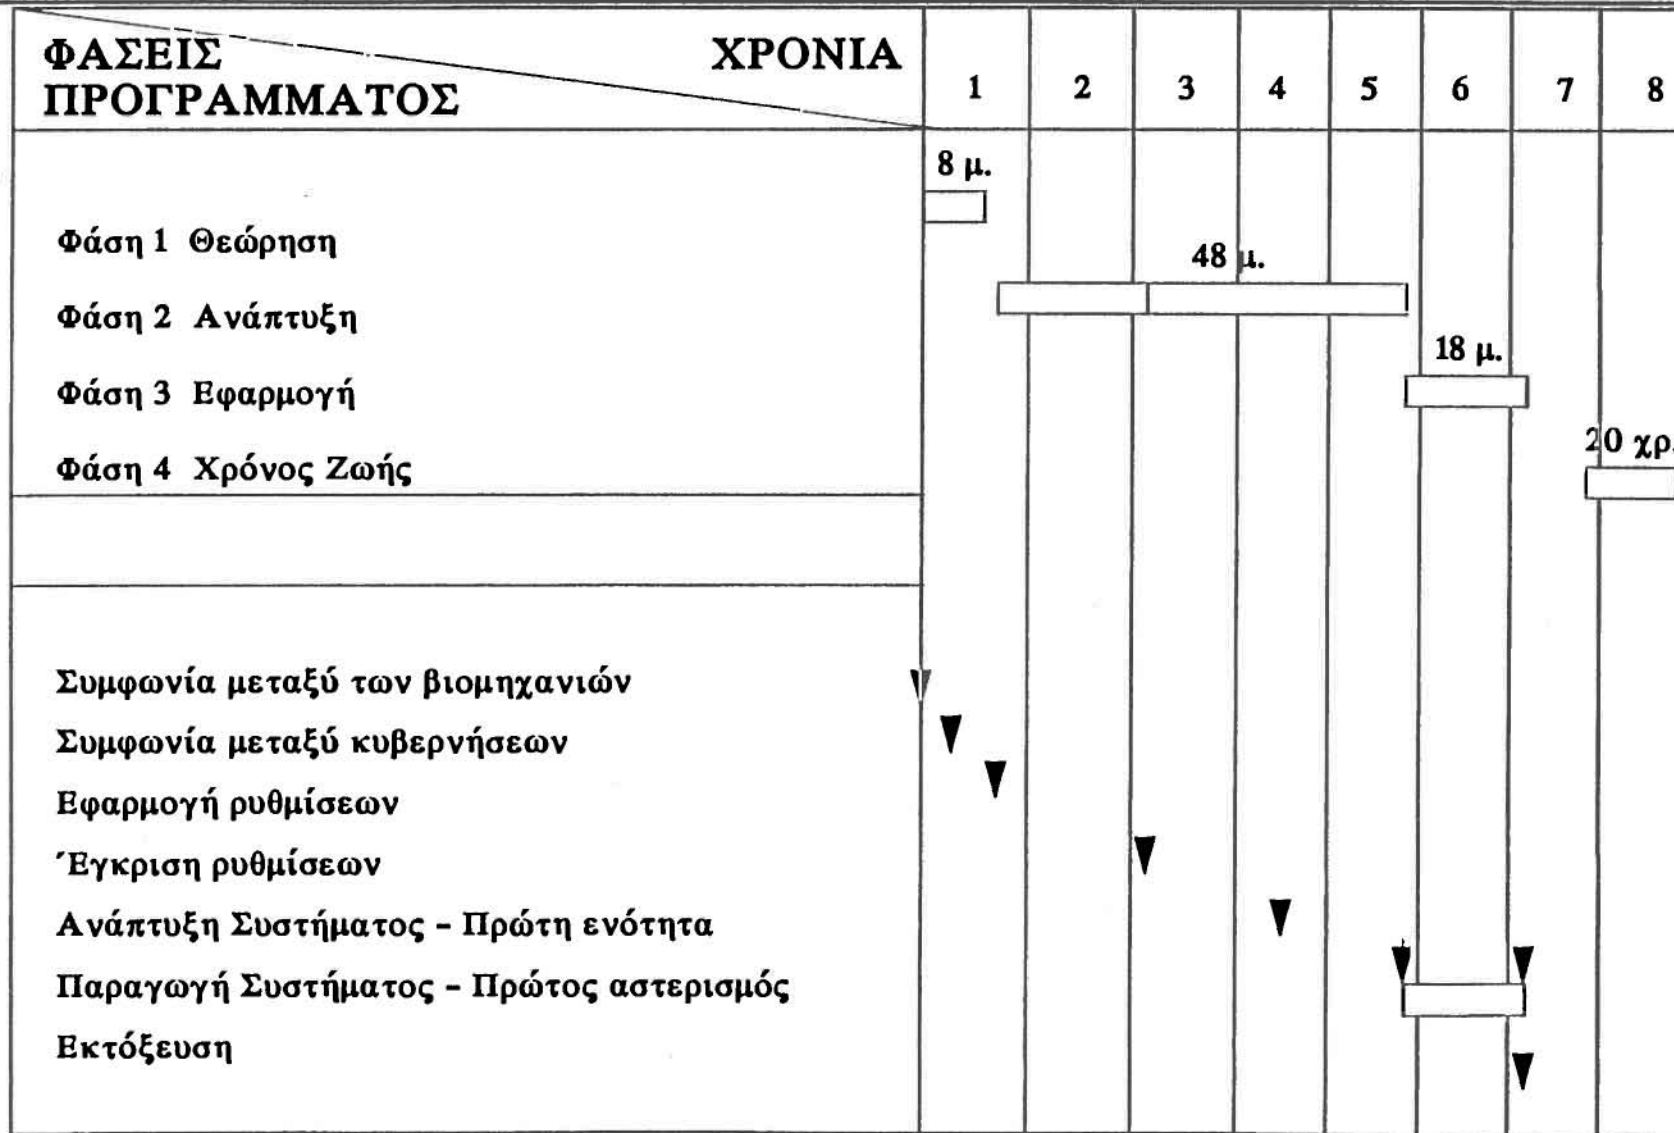 ΦΑΣΕΙΣ ΧΡΟΝΙΑ
ΠΡΟΓΡΑΜΜΑΤΟΣ
1 2 3 4 5 6 7 8
8 μ.
Φάση 1 Θεώρηση
48 μ.
Φάση 2 Ανάπτυξη
18 μ.
Φάση 3 Εφαρμογή
20 χρ.
Φάση 4 Χρόνος Ζωής
Συμφωνία μεταξύ των βιομηχανιών
Συμφωνία μεταξύ κυβερνήσεων
Εφαρμογή ρυθμίσεων
Έγκριση ρυθμίσεων
Ανάπτυξη Συστήματος - Πρώτη ενότητα
Παραγωγή Συστήματος - Πρώτος αστερισμός
Εκτόξευση